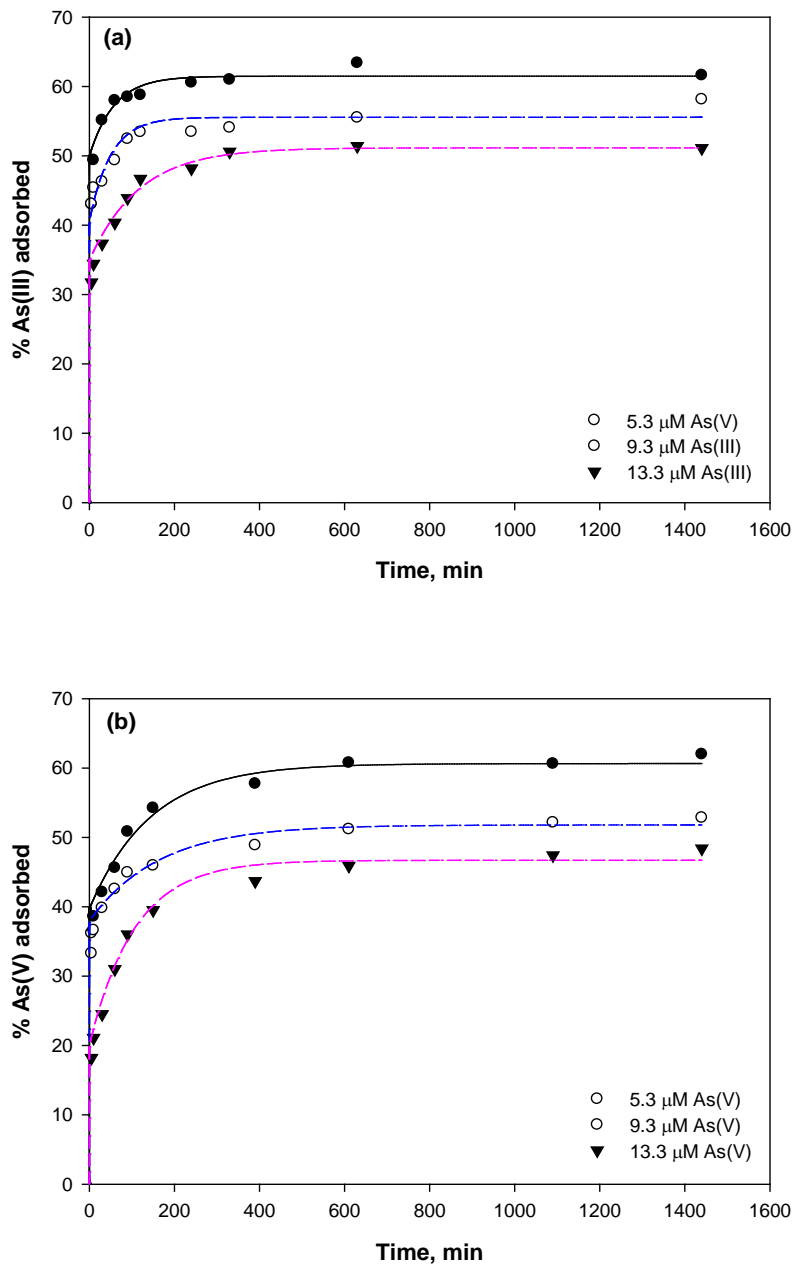 (a)
% As(III) adsorbed
70
60
50
40
30
20
10
0
5.3 μM As(V)
9.3 μM As(III)
13.3 μM As(III)
0 200 400 600 800 1000 1200 1400 1600
Time, min
(b)
% As(V) adsorbed
70
60
50
40
30
20
10
0
5.3 μM As(V)
9.3 μM As(V)
13.3 μM As(V)
0 200 400 600 800 1000 1200 1400 1600
Time, min